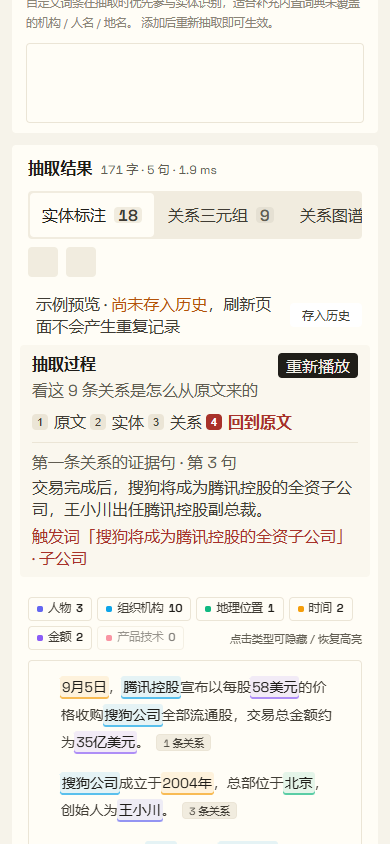 自定义词条在抽取时优先参与实体识别，适合补充内置词典未覆盖
的机构 / 人名 / 地名。 添加后重新抽取即可生效。
抽取结果 171 字 · 5 句 · 1.9 ms
实体标注 18 关系三元组 9 关系图谱
示例预览 · 尚未存入历史，刷新页
面不会产生重复记录
存入历史
抽取过程
重新播放
看这 9 条关系是怎么从原文来的
1 原文 2 实体 3 关系 4 回到原文
第一条关系的证据句 · 第 3 句
交易完成后，搜狗将成为腾讯控股的全资子公
司，王小川出任腾讯控股副总裁。
触发词「搜狗将成为腾讯控股的全资子公司」
· 子公司
人物 3 组织机构 10 地理位置 1 时间 2
金额 2 产品技术 0 点击类型可隐藏 / 恢复高亮
9月5日，腾讯控股宣布以每股58美元的价
格收购搜狗公司全部流通股，交易总金额约
为35亿美元。 1 条关系
搜狗公司成立于2004年，总部位于北京，
创始人为王小川。 3 条关系